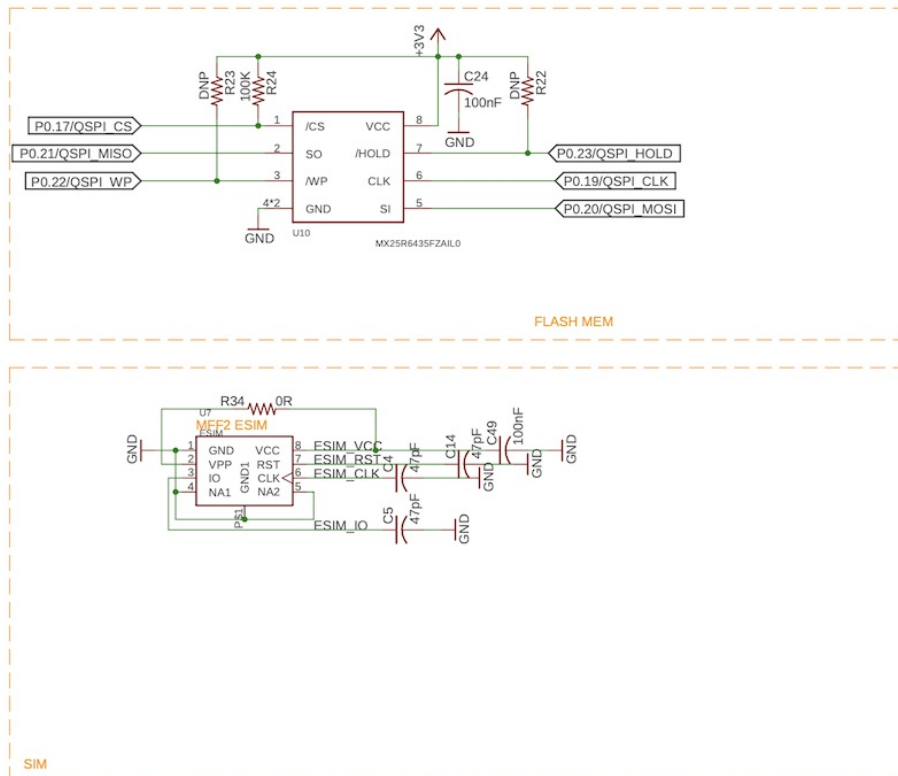 +3V3
DNP
R23
100K
R24
C24
100nF
DNP
R22
GND
P0.17/QSPI_CS
1
/CS
VCC
8
P0.21/QSPI_MISO
2
SO
/HOLD
7
P0.23/QSPI_HOLD
P0.22/QSPI_WP
3
/WP
CLK
6
P0.19/QSPI_CLK
4*2
GND
SI
5
P0.20/QSPI_MOSI
GND
U10
MX25R6435FZAIL0
FLASH MEM
R34
0R
U7
MFF2 ESIM
ESIM
GND
1
GND
VCC
8
ESIM_VCC
2
VPP
RST
7
ESIM_RST
3
IO
CLK
6
ESIM_CLK
4
NA1
NA2
5
GND1
P$1
C4
47pF
C14
47pF
C49
100nF
GND
GND
GND
ESIM_IO
C5
47pF
GND
SIM